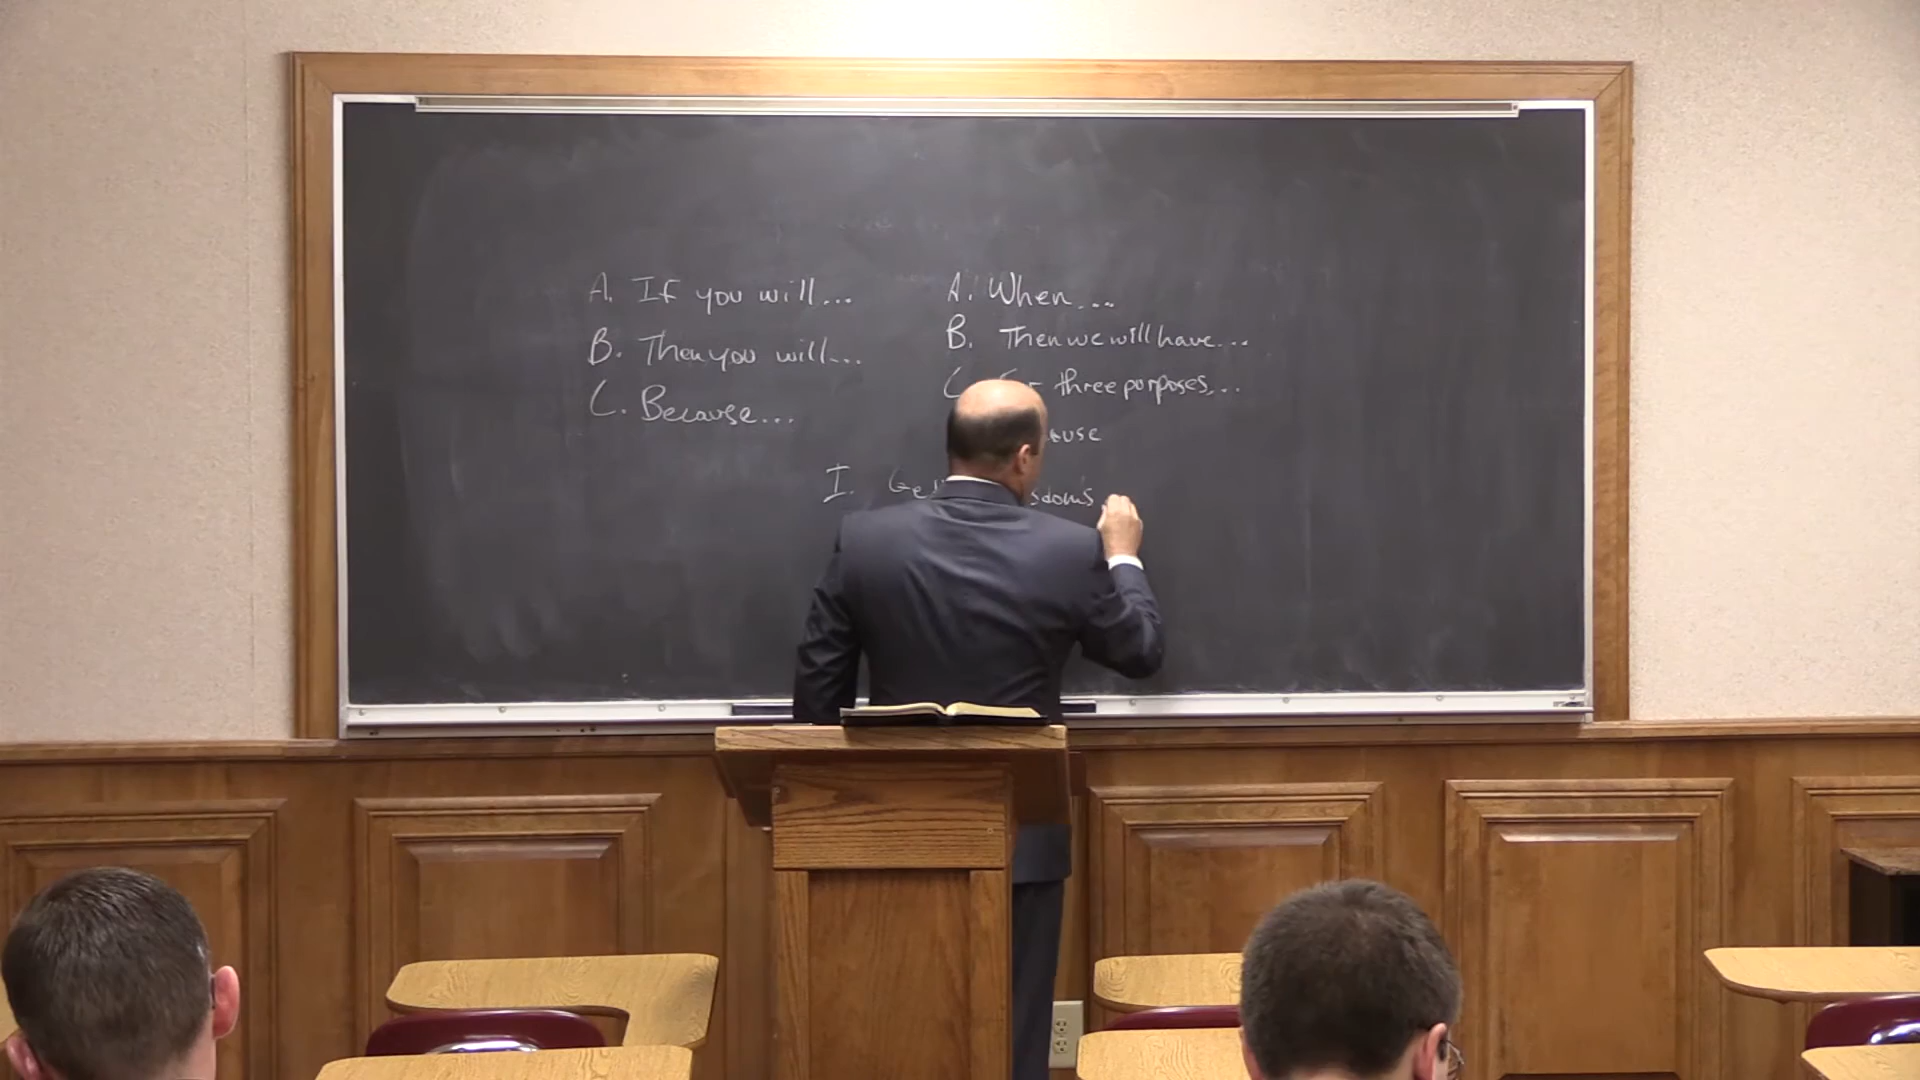 A. If you will...
B. Then you will...
C. Because...
A. When...
B. Then we will have...
C. three purposes...
I.